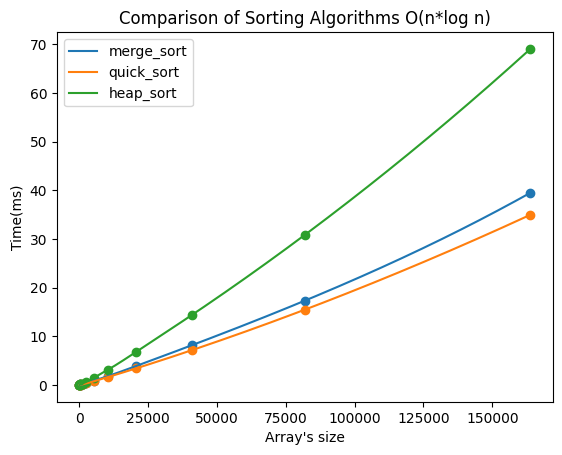 Comparison of Sorting Algorithms O(n*log n)
merge_sort
quick_sort
heap_sort
Time(ms)
70
60
50
40
30
20
10
0
0 25000 50000 75000 100000 125000 150000
Array's size